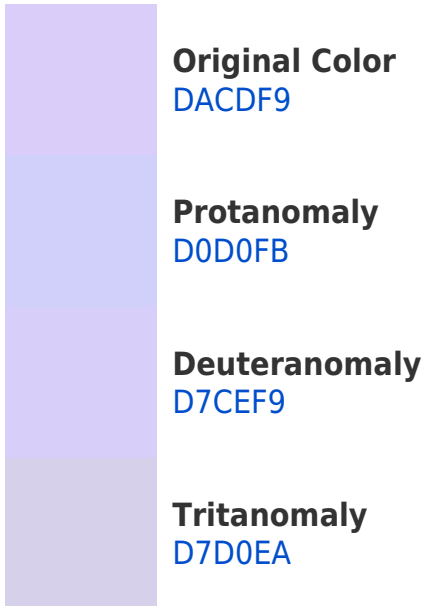 Original Color
DACDF9
Protanomaly
D0D0FB
Deuteranomaly
D7CEF9
Tritanomaly
D7D0EA